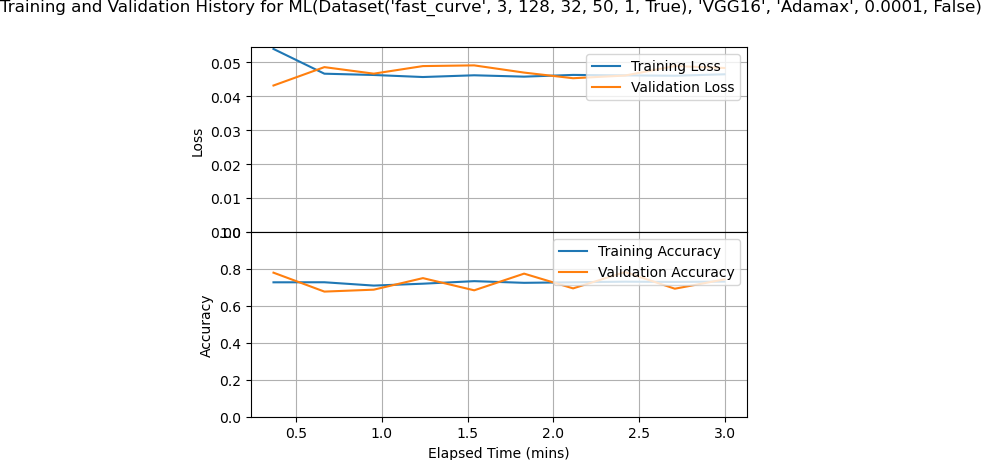 Training and Validation History for ML(Dataset('fast_curve', 3, 128, 32, 50, 1, True), 'VGG16', 'Adamax', 0.0001, False)
0.05
0.04
0.03
0.02
0.01
0.00
Loss
Training Loss
Validation Loss
1.0
0.8
0.6
0.4
0.2
0.0
Accuracy
Training Accuracy
Validation Accuracy
0.5 1.0 1.5 2.0 2.5 3.0
Elapsed Time (mins)